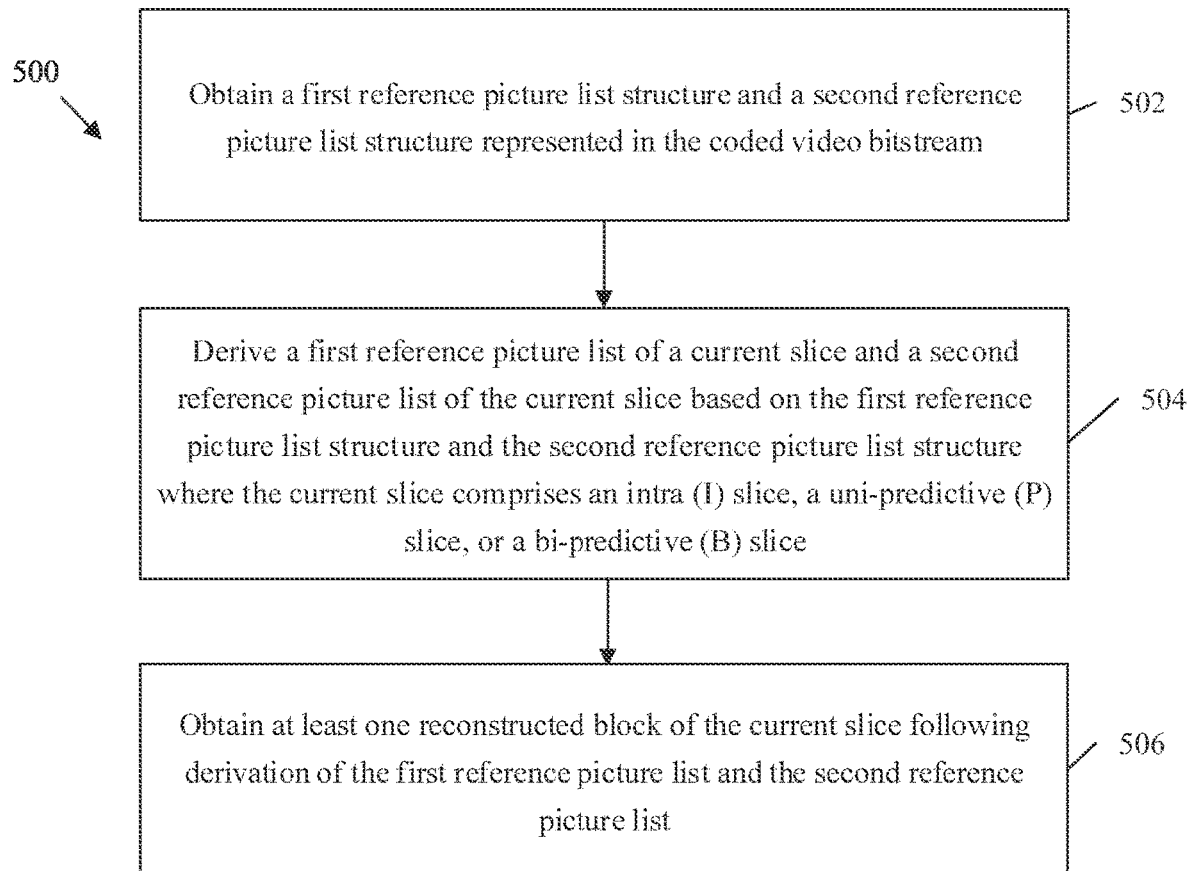 500
Obtain a first reference picture list structure and a second reference
picture list structure represented in the coded video bitstream
502
Derive a first reference picture list of a current slice and a second
reference picture list of the current slice based on the first reference
picture list structure and the second reference picture list structure
where the current slice comprises an intra (I) slice, a uni-predictive (P)
slice, or a bi-predictive (B) slice
504
Obtain at least one reconstructed block of the current slice following
derivation of the first reference picture list and the second reference
picture list
506